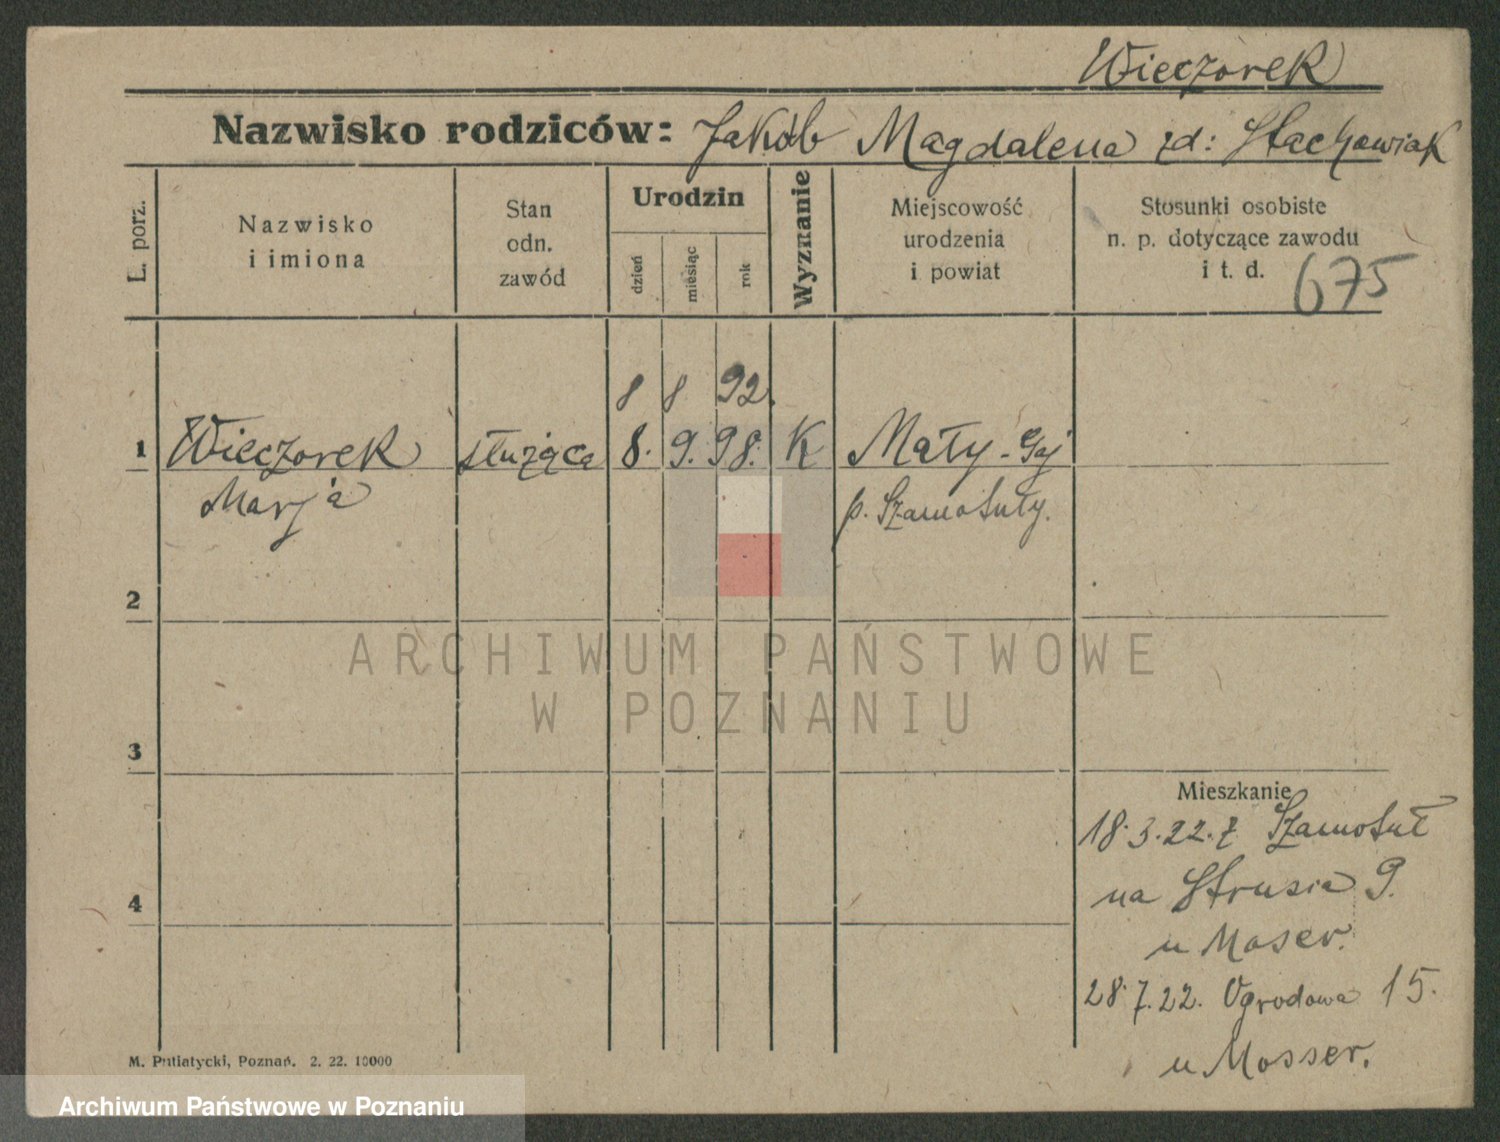 Wieczorek
Nazwisko rodziców: Jakób Magdalena zd: Stachowiak
L. porz.
Nazwisko
i imiona
Stan
odn.
zawód
Urodzin
dzień
miesiąc
rok
Wyznanie
Miejscowość
urodzenia
i powiat
Stosunki osobiste
n. p. dotyczące zawodu
i t. d.
675
8 8 92.
1 Wieczorek służąca 8. 9. 98. K Mały-Gaj
Marja p. Szamotuły.
2
3
4
Mieszkanie
18.3.22. z Szamotuł
na Strusia 9.
u Moser.
28.7.22. Ogrodowa 15.
u Mosser.
M. Putiatycki, Poznań. 2. 22. 10000
ARCHIWUM PAŃSTWOWE
W POZNANIU
Archiwum Państwowe w Poznaniu